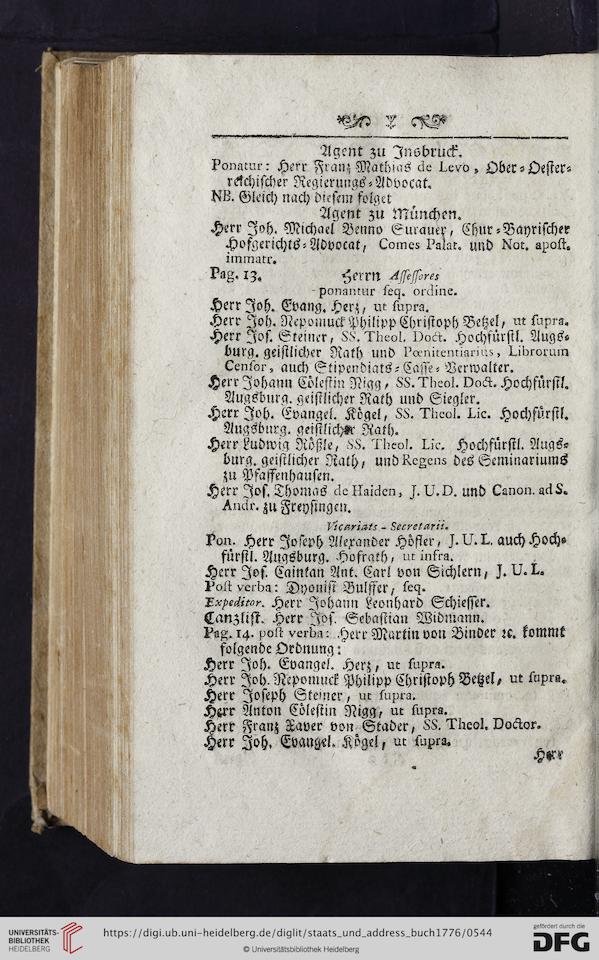 Agent zu Insbruck.
Ponatur: Herr Franz Mathias de Levo, Ober-Oester-
reichischer Regierungs-Advocat.
NB. Gleich nach diesem folget
Agent zu München.
Herr Joh. Michael Benno Surauer, Chur-Bayrischer
Hofgerichts-Advocat, Comes Palat. und Not. apost.
immatr.
Pag. 13. Herrn Assessores
ponantur seq. ordine.
Herr Joh. Evang. Herz, ut supra.
Herr Joh. Nepomuck Philipp Christoph Betzel, ut supra.
Herr Jos. Steiner, SS. Theol. Doct. Hochfürstl. Augs-
burg. geistlicher Rath und Pœnitentiarius, Librorum
Censor, auch Stipendiats-Casse-Verwalter.
Herr Johann Cölestin Nigg, SS. Theol. Doct. Hochfürstl.
Augsburg. geistlicher Rath und Siegler.
Herr Joh. Evangel. Kögel, SS. Theol. Lic. Hochfürstl.
Augsburg. geistlicher Rath.
Herr Ludwig Rößle, SS. Theol. Lic. Hochfürstl. Augs-
burg. geistlicher Rath, und Regens des Seminariums
zu Pfaffenhausen.
Herr Jos. Thomas de Haiden, J. U. D. und Canon. ad S.
Andr. zu Freysingen.
Vicariats-Secretarii.
Pon. Herr Joseph Alexander Höfler, J. U. L. auch Hoch-
fürstl. Augsburg. Hofrath, ut infra.
Herr Jos. Caintan Ant. Carl von Sichlern, J. U. L.
Post verba: Dyonisi Bulffer, seq.
Expeditor. Herr Johann Leonhard Schiesser.
Canzlist. Herr Jos. Sebastian Widmann.
Pag. 14. post verba: Herr Martin von Binder ꝛc. kommt
folgende Ordnung:
Herr Joh. Evangel. Herz, ut supra.
Herr Joh. Nepomuck Philipp Christoph Betzel, ut supra.
Herr Joseph Steiner, ut supra.
Herr Anton Cölestin Nigg, ut supra.
Herr Franz Xaver von Stader, SS. Theol. Doctor.
Herr Joh. Evangel. Kögel, ut supra.
Herr
UNIVERSITÄTS-
BIBLIOTHEK
HEIDELBERG
https://digi.ub.uni-heidelberg.de/diglit/staats_und_address_buch1776/0544
© Universitätsbibliothek Heidelberg
gefördert durch die
DFG